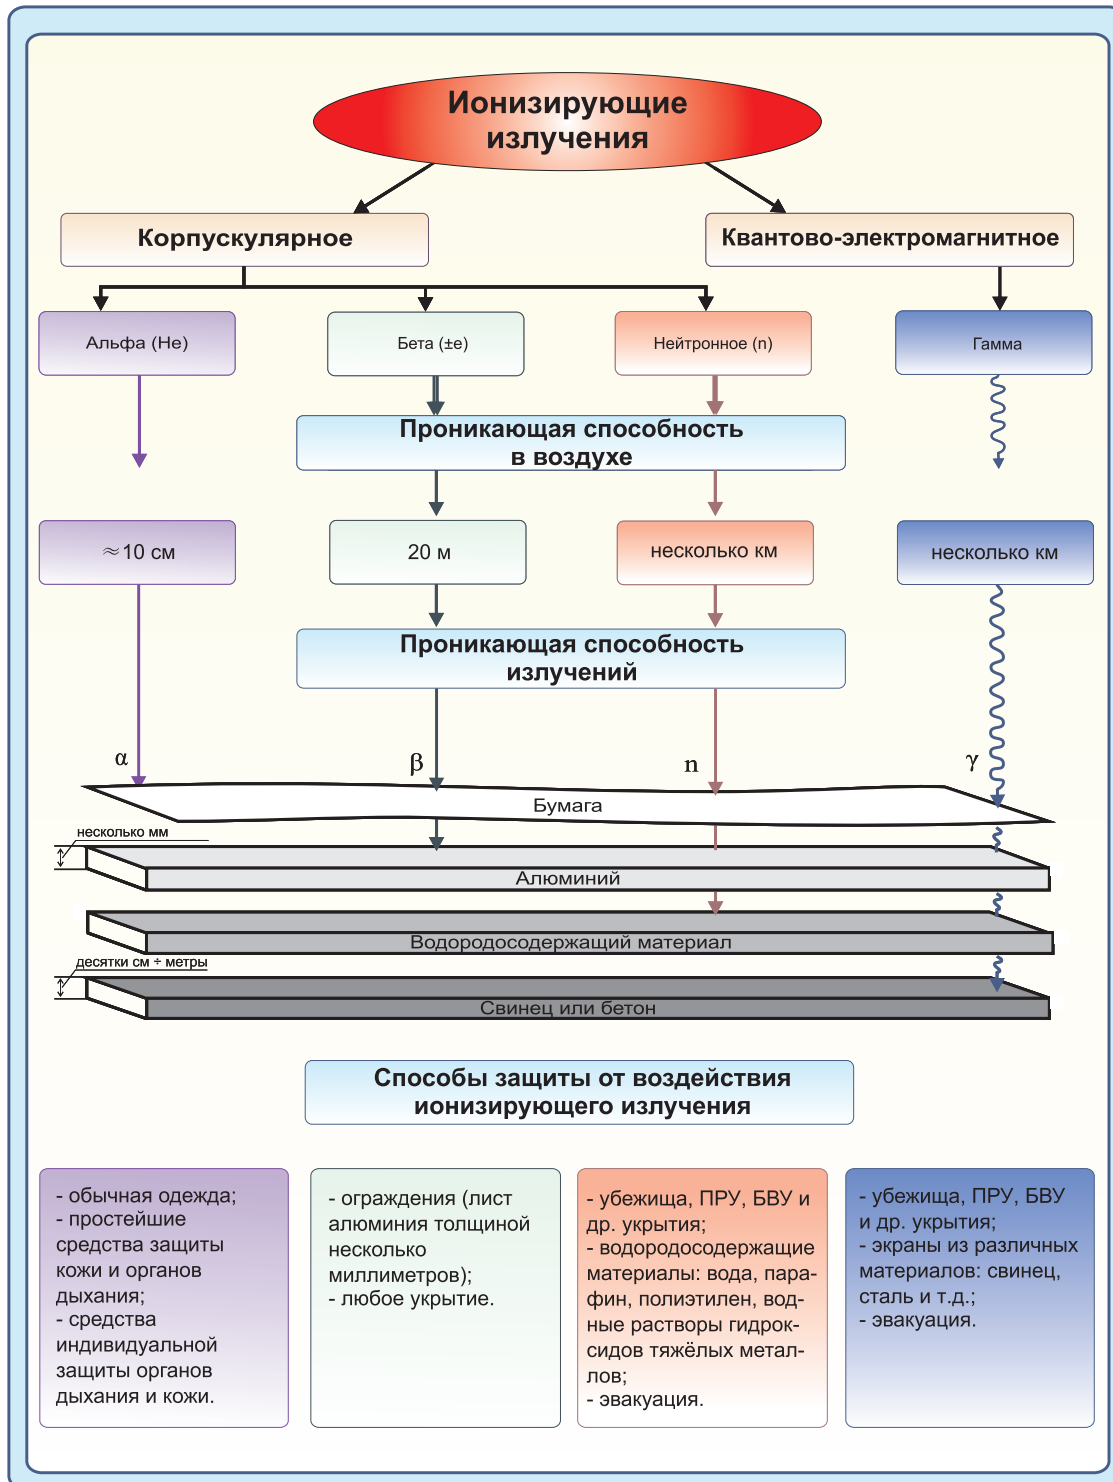 Ионизирующие
излучения
Корпускулярное
Квантово-электромагнитное
Альфа (He)
Бета (±e)
Нейтронное (n)
Гамма
Проникающая способность
в воздухе
≈10 см
20 м
несколько км
несколько км
Проникающая способность
излучений
α
β
n
γ
Бумага
несколько мм
Алюминий
Водородосодержащий материал
десятки см ÷ метры
Свинец или бетон
Способы защиты от воздействия
ионизирующего излучения
- обычная одежда;
- простейшие
средства защиты
кожи и органов
дыхания;
- средства
индивидуальной
защиты органов
дыхания и кожи.
- ограждения (лист
алюминия толщиной
несколько
миллиметров);
- любое укрытие.
- убежища, ПРУ, БВУ и
др. укрытия;
- водородосодержащие
материалы: вода, пара-
фин, полиэтилен, вод-
ные растворы гидрок-
сидов тяжёлых метал-
лов;
- эвакуация.
- убежища, ПРУ, БВУ
и др. укрытия;
- экраны из различных
материалов: свинец,
сталь и т.д.;
- эвакуация.